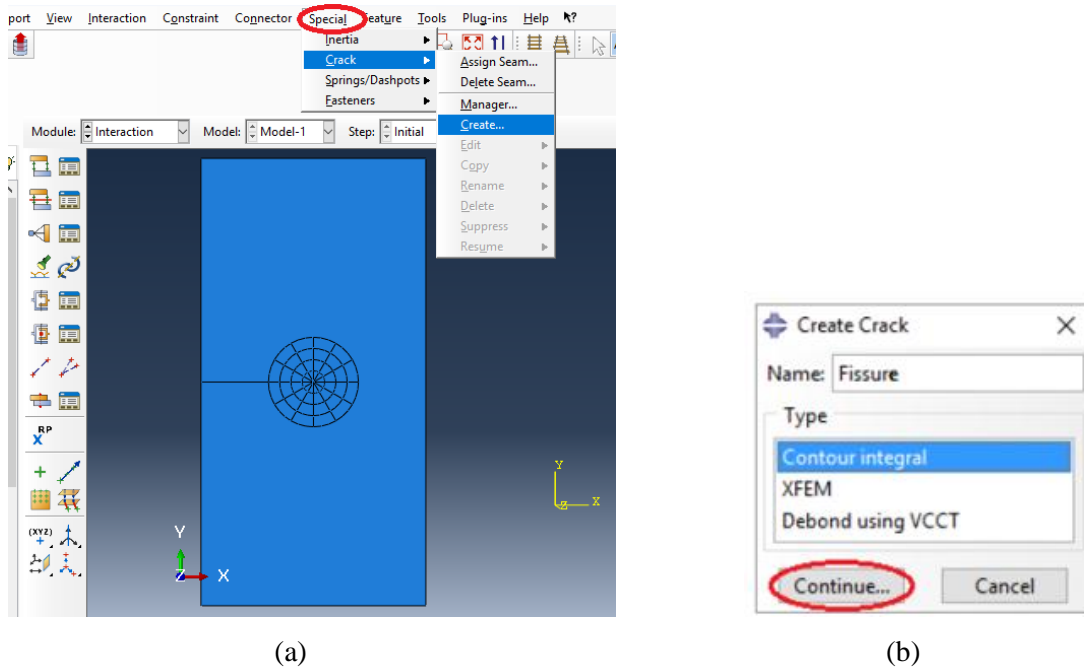 port View Interaction Constraint Connector Special Feature Tools Plug-ins Help
Inertia
Crack
Springs/Dashpots
Fasteners
Assign Seam...
Delete Seam...
Manager...
Create...
Edit
Copy
Rename
Delete
Suppress
Resume
Module: Interaction Model: Model-1 Step: Initial
RP
X
(XYZ)
Y
X
Z
Y
X
Z
(a)
Create Crack
Name: Fissure
Type
Contour integral
XFEM
Debond using VCCT
Continue... Cancel
(b)